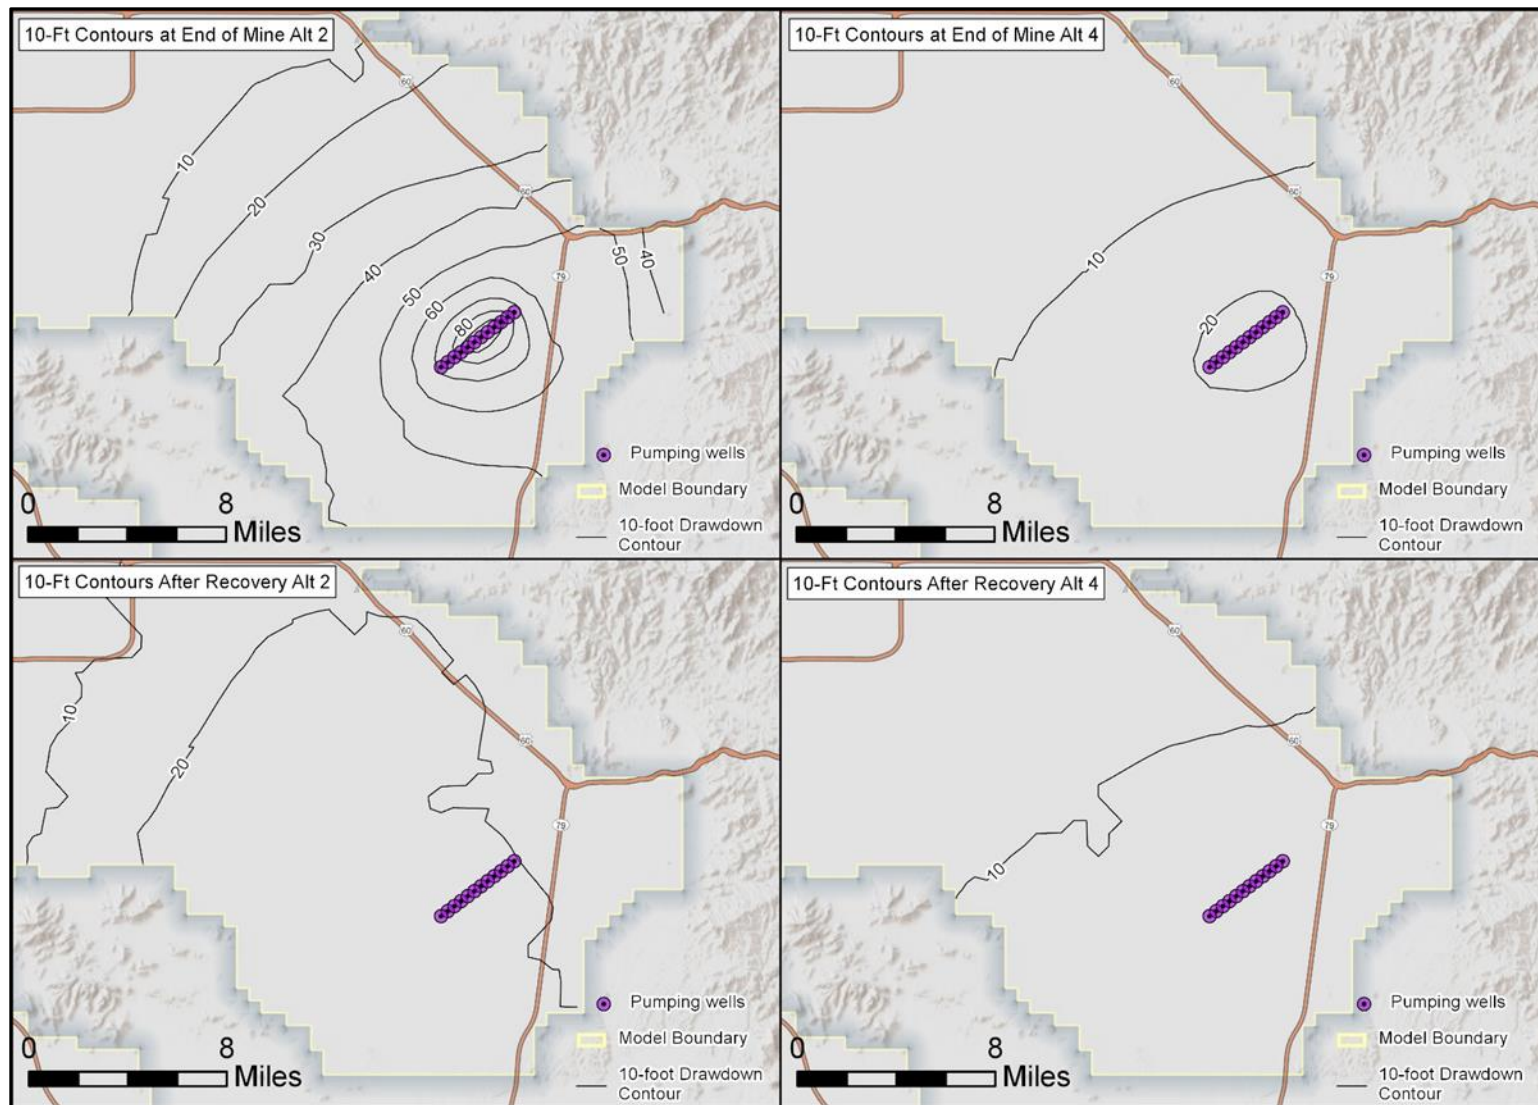 10-Ft Contours at End of Mine Alt 2
60
10
20
60
30
40
50
40
79
50
60
80
Pumping wells
Model Boundary
10-foot Drawdown
Contour
0 8
Miles
10-Ft Contours at End of Mine Alt 4
60
60
10
79
20
Pumping wells
Model Boundary
10-foot Drawdown
Contour
0 8
Miles
10-Ft Contours After Recovery Alt 2
60
10
60
20
79
Pumping wells
Model Boundary
10-foot Drawdown
Contour
0 8
Miles
10-Ft Contours After Recovery Alt 4
60
60
79
10
Pumping wells
Model Boundary
10-foot Drawdown
Contour
0 8
Miles